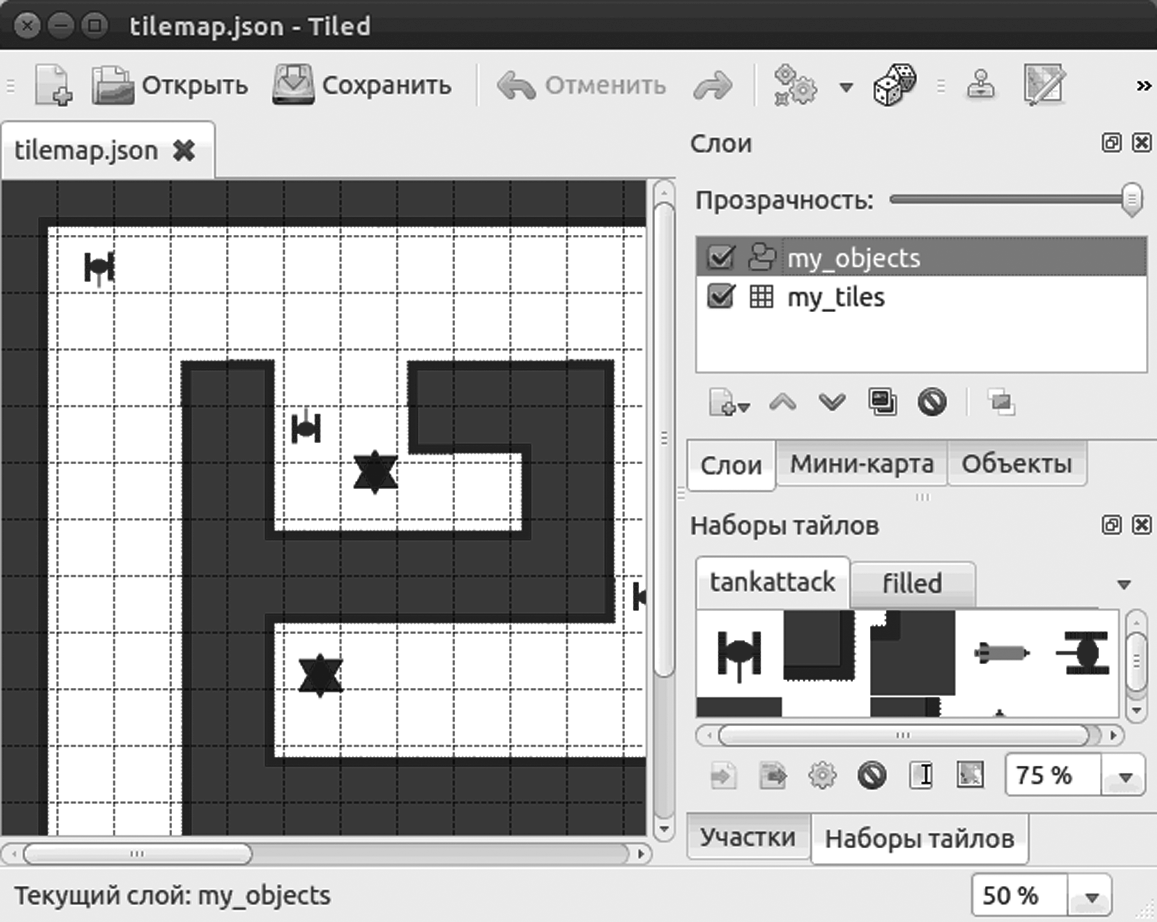 tilemap.json - Tiled
Открыть Сохранить Отменить »
tilemap.json
Слои
Прозрачность:
my_objects
my_tiles
Слои Мини-карта Объекты
Наборы тайлов
tankattack filled
75 %
Участки Наборы тайлов
Текущий слой: my_objects 50 %